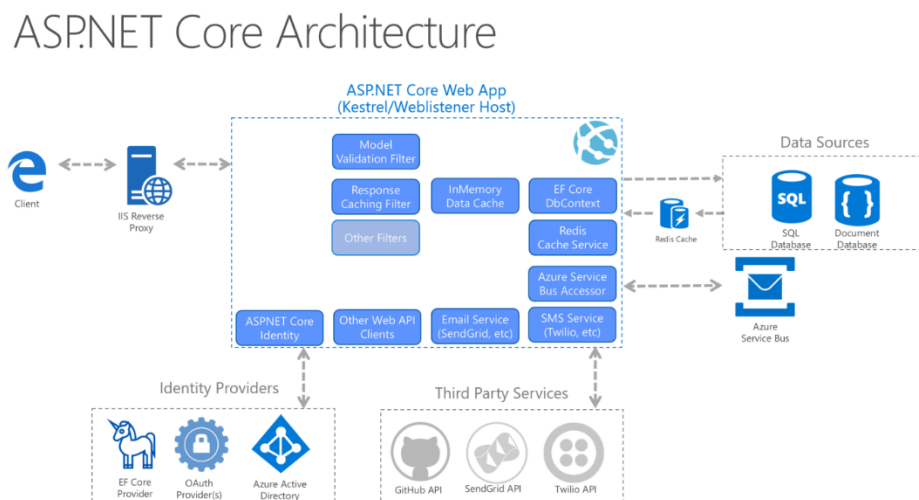 ASP.NET Core Architecture
ASP.NET Core Web App
(Kestrel/Weblistener Host)
Model
Validation Filter
Response
Caching Filter
Other Filters
InMemory
Data Cache
EF Core
DbContext
Redis
Cache Service
Azure Service
Bus Accessor
ASP.NET Core
Identity
Other Web API
Clients
Email Service
(SendGrid, etc)
SMS Service
(Twilio, etc)
Client
IIS Reverse
Proxy
Data Sources
Redis Cache
SQL
SQL
Database
{ }
Document
Database
Azure
Service Bus
Identity Providers
EF Core
Provider
OAuth
Provider(s)
Azure Active
Directory
Third Party Services
GitHub API
SendGrid API
Twilio API